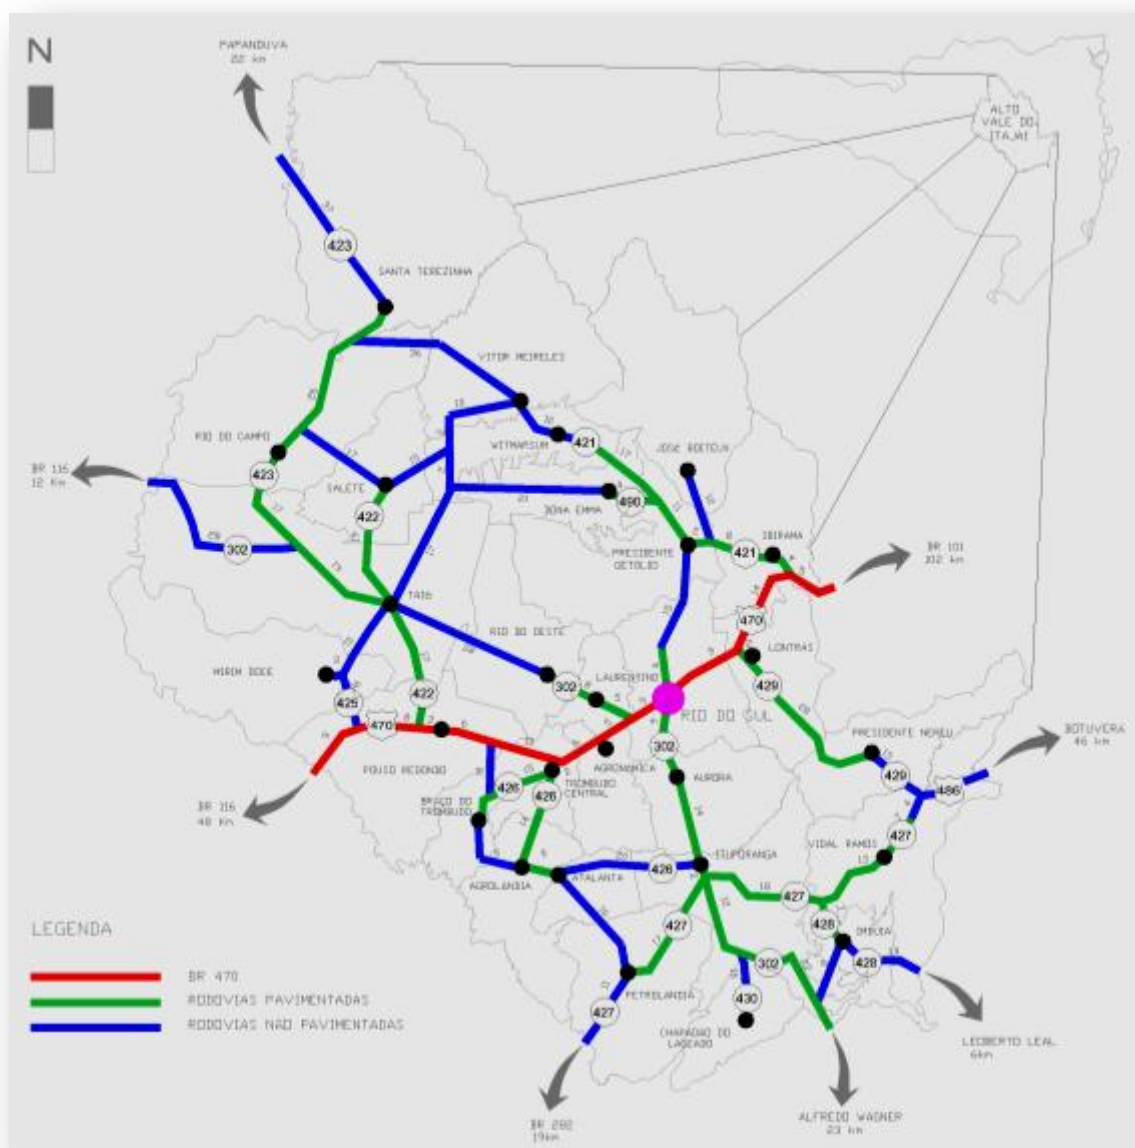 PAPANDUVA
22 km
N
ALTO
VALE DO
ITAJAI
423
SANTA TEREZINHA
26
VITOR MEIRELES
RIO DO CAMPO
WITMARSUM
421
JOSE BOITEUX
BR 116
12 Km
423
SALETE
DONA EMMA
490
422
21
302
PRESIDENTE
GETULIO
421
IBIRAMA
BR 101
102 km
TAIO
RIO DO OESTE
470
LONTRAS
MIRIM DOCE
LAURENTINO
302
429
425
422
RIO DO SUL
470
302
PRESIDENTE NEREU
BOTUVERA
46 km
POUSO REDONDO
AGRONOMICA
429
486
BR 116
48 Km
BRAÇO DO
TROMBUDO
426
426
TROMBUDO
CENTRAL
AURORA
VIDAL RAMOS
427
ITUPORANGA
AGROLANDIA
ATALANTA
426
18
427
LEGENDA
427
428
IMBUIA
428
BR 470
302
RODOVIAS PAVIMENTADAS
PETROLANDIA
430
RODOVIAS NÃO PAVIMENTADAS
427
CHAPADAO DO
LAGEADO
LEOBERTO LEAL
6km
BR 282
19km
ALFREDO WAGNER
23 km